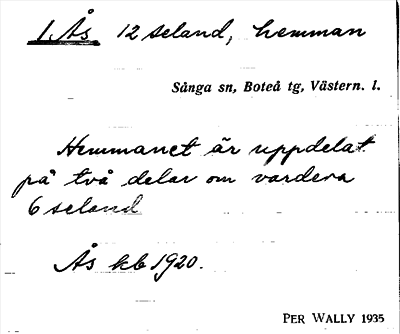 1 Ås 12 seland, hemman
Sånga sn, Boteå tg, Västern. l.
Hemmanet är uppdelat
på två delar om vardera
6 seland
Ås kb 1920.
PER WALLY 1935